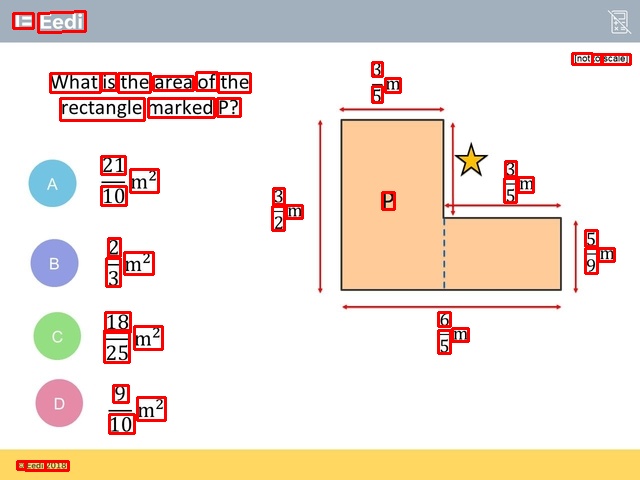 Eedi
[not to scale]
What is the area of the
rectangle marked P?
A 21/10 m²
B 2/3 m²
C 18/25 m²
D 9/10 m²
3/5 m
3/5 m
P
3/2 m
5/9 m
6/5 m
© Eedi 2018